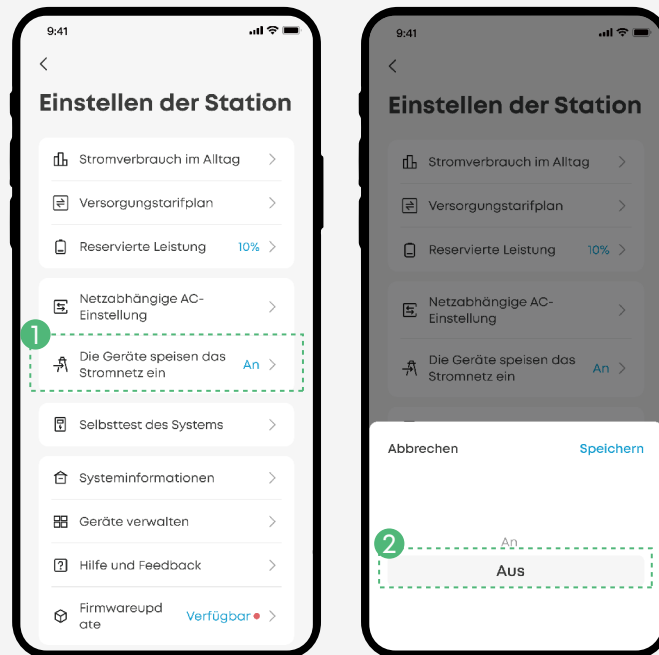 9:41
Einstellen der Station
Stromverbrauch im Alltag
Versorgungstarifplan
Reservierte Leistung 10%
Netzabhängige AC-
Einstellung
1
Die Geräte speisen das
Stromnetz ein An
Selbsttest des Systems
Systeminformationen
Geräte verwalten
Hilfe und Feedback
Firmwareupd
ate Verfügbar
9:41
Einstellen der Station
Stromverbrauch im Alltag
Versorgungstarifplan
Reservierte Leistung 10%
Netzabhängige AC-
Einstellung
Die Geräte speisen das
Stromnetz ein An
Abbrechen Speichern
An
2
Aus